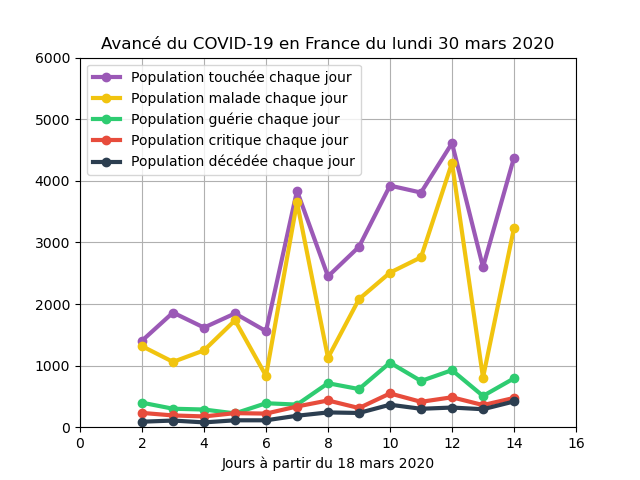 Avancé du COVID-19 en France du lundi 30 mars 2020
6000
5000
4000
3000
2000
1000
0
Population touchée chaque jour
Population malade chaque jour
Population guérie chaque jour
Population critique chaque jour
Population décédée chaque jour
0 2 4 6 8 10 12 14 16
Jours à partir du 18 mars 2020